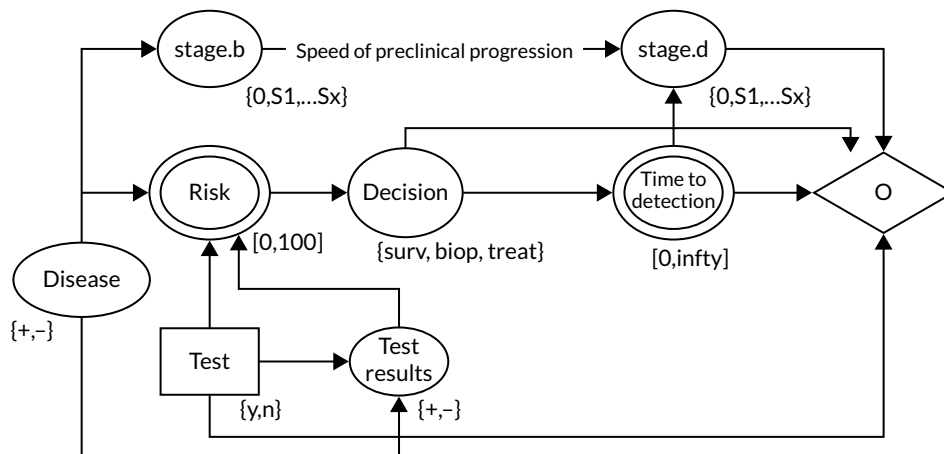 stage.b
Speed of preclinical progression
stage.d
{0,S1,...Sx}
{0,S1,...Sx}
Risk
Decision
Time to
detection
O
[0,100]
{surv, biop, treat}
[0,infty]
Disease
{+,–}
Test
Test
results
{y,n}
{+,–}